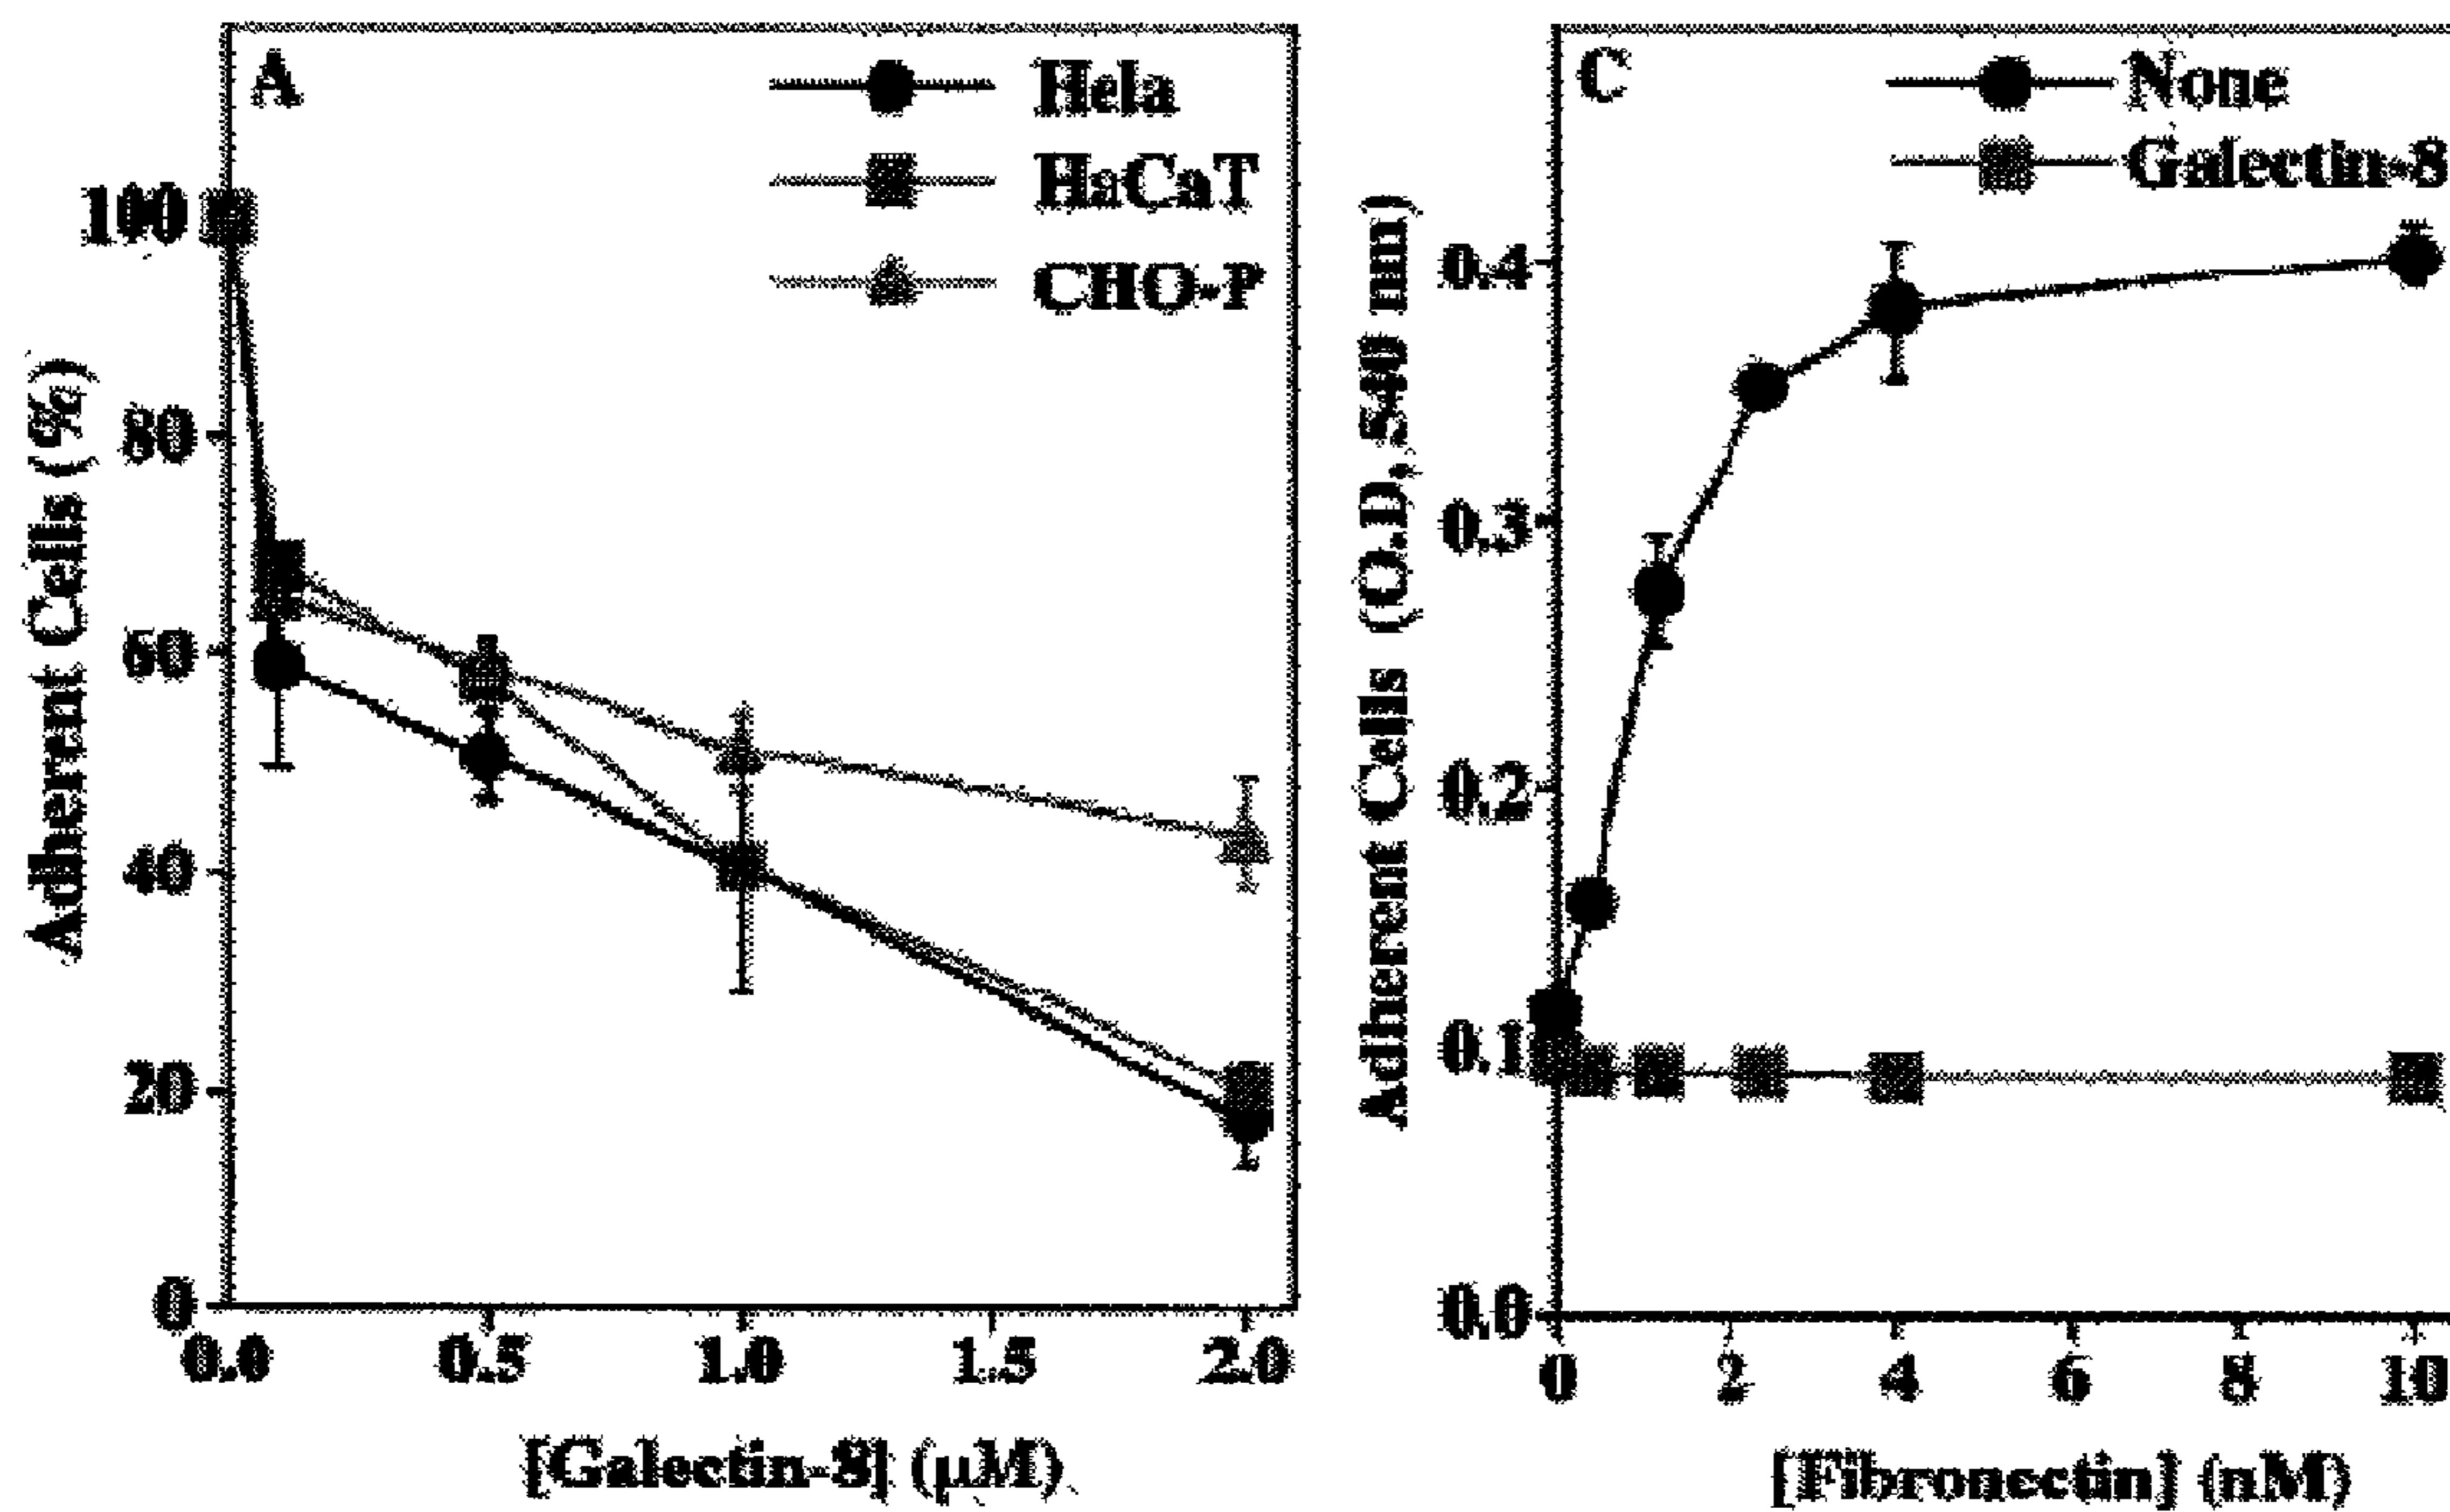 A
Hela
HaCaT
CHO-P
Adherent Cells (%)
100
80
60
40
20
0
0.0 0.5 1.0 1.5 2.0
[Galectin-8] (μM)
C
None
Galectin-8
Adherent Cells (O.D. 540 nm)
0.4
0.3
0.2
0.1
0.0
0 2 4 6 8 10
[Fibronectin] (nM)